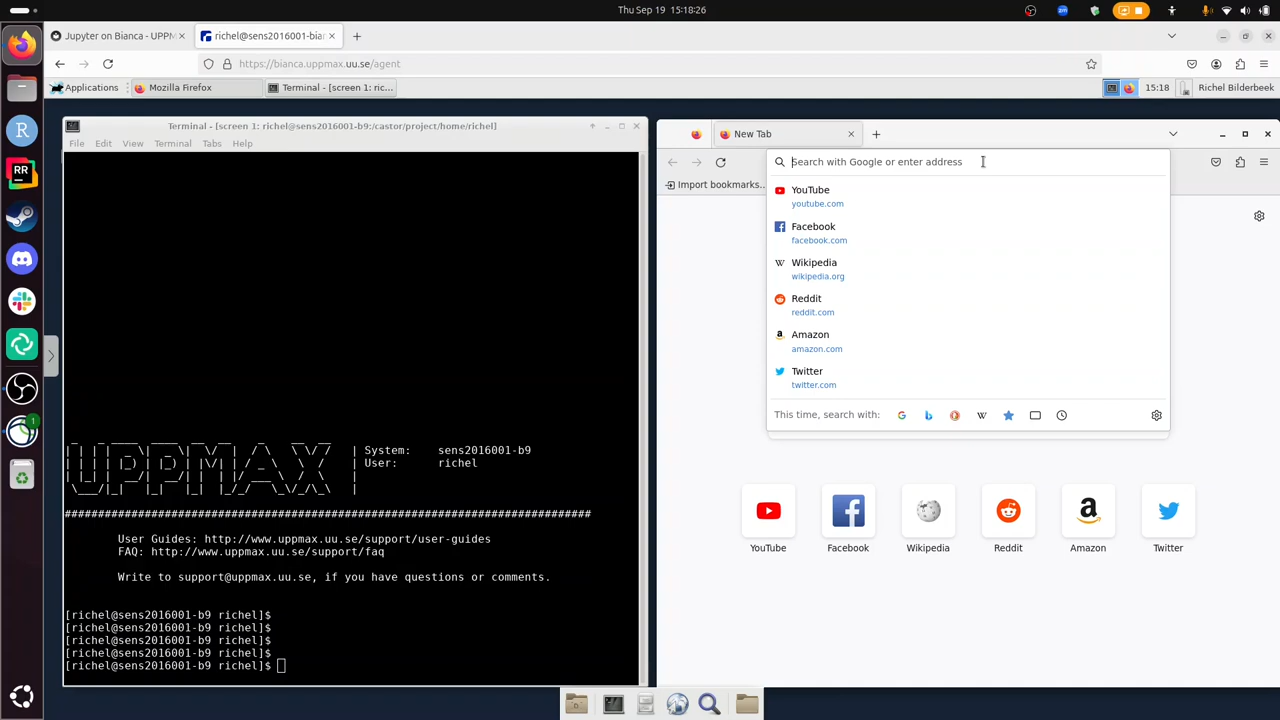 Thu Sep 19 15:18:26
Jupyter on Bianca - UPPM
richel@sens2016001-bia
https://bianca.uppmax.uu.se/agent
Applications
Mozilla Firefox
Terminal - [screen 1: ric...
15:18
Richel Bilderbeek
Terminal - [screen 1: richel@sens2016001-b9:/castor/project/home/richel]
File Edit View Terminal Tabs Help
System: sens2016001-b9
User: richel
UPPMAX
###############################################################################
User Guides: http://www.uppmax.uu.se/support/user-guides
FAQ: http://www.uppmax.uu.se/support/faq
Write to support@uppmax.uu.se, if you have questions or comments.
[richel@sens2016001-b9 richel]$
[richel@sens2016001-b9 richel]$
[richel@sens2016001-b9 richel]$
[richel@sens2016001-b9 richel]$
[richel@sens2016001-b9 richel]$
New Tab
Search with Google or enter address
Import bookmarks...
YouTube
youtube.com
Facebook
facebook.com
Wikipedia
wikipedia.org
Reddit
reddit.com
Amazon
amazon.com
Twitter
twitter.com
This time, search with:
YouTube
Facebook
Wikipedia
Reddit
Amazon
Twitter
1